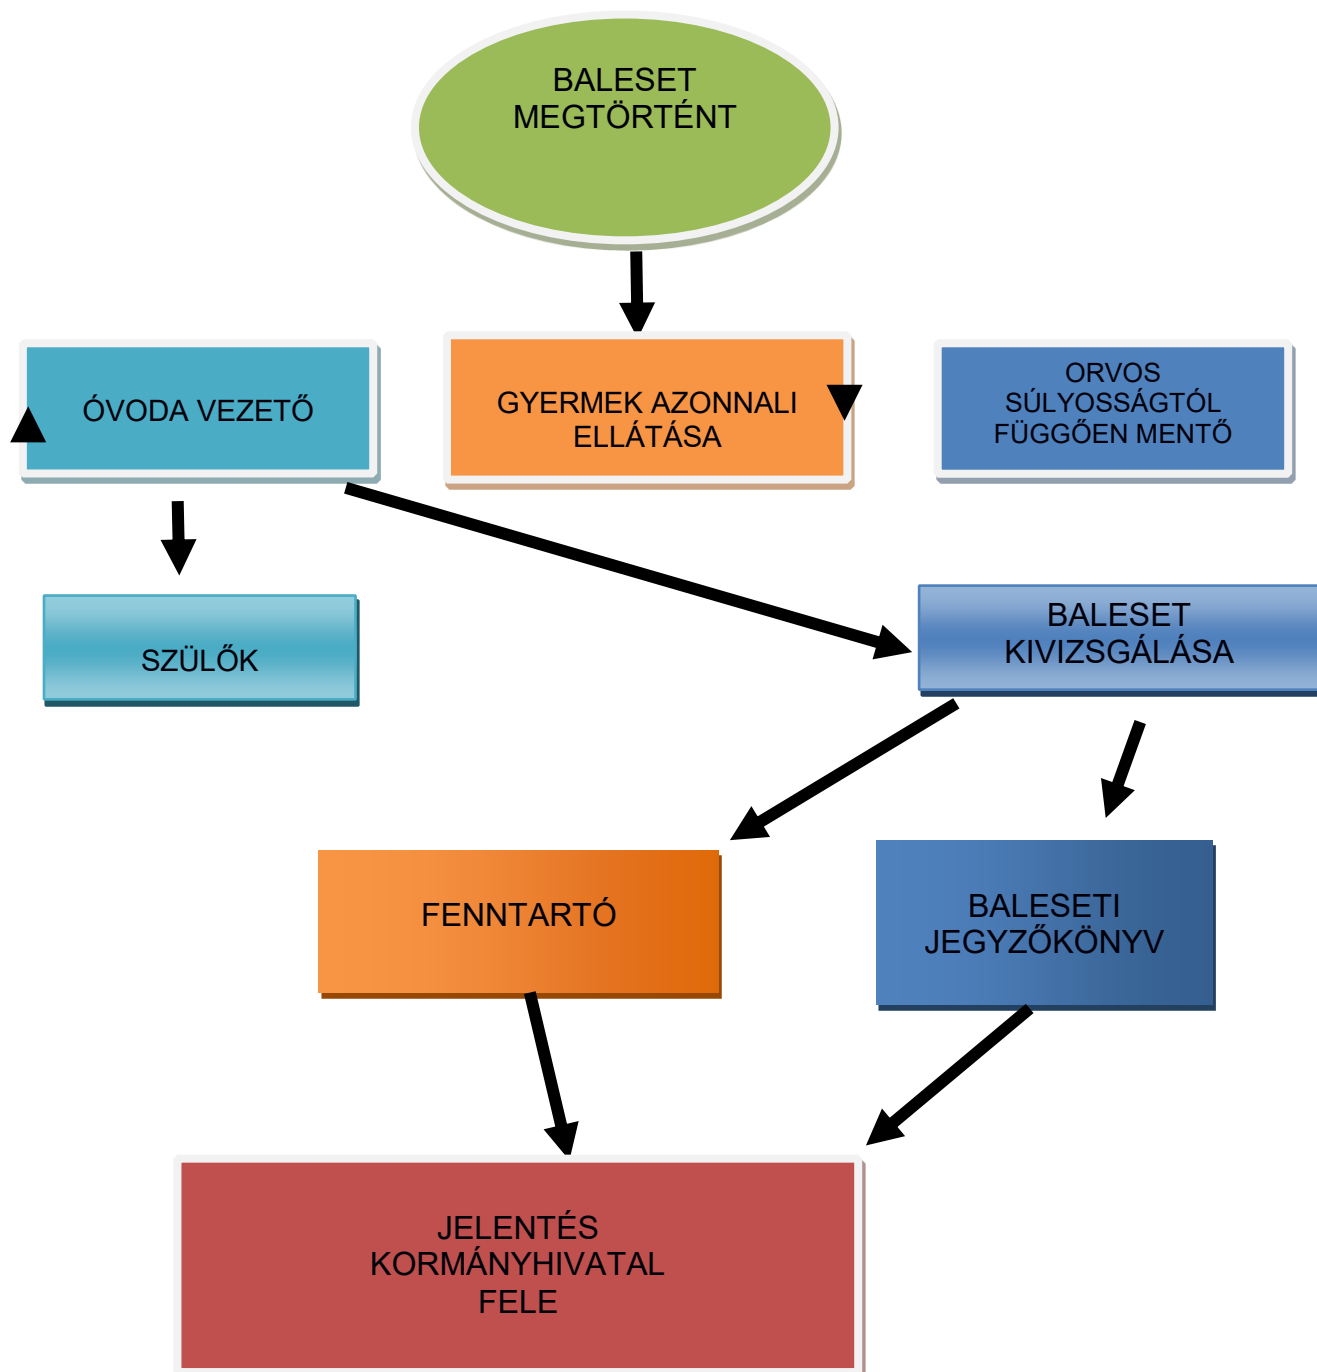 BALESET
MEGTÖRTÉNT
ÓVODA VEZETŐ
GYERMEK AZONNALI
ELLÁTÁSA
ORVOS
SÚLYOSSÁGTÓL
FÜGGŐEN MENTŐ
SZÜLŐK
BALESET
KIVIZSGÁLÁSA
FENNTARTÓ
BALESETI
JEGYZŐKÖNYV
JELENTÉS
KORMÁNYHIVATAL
FELE